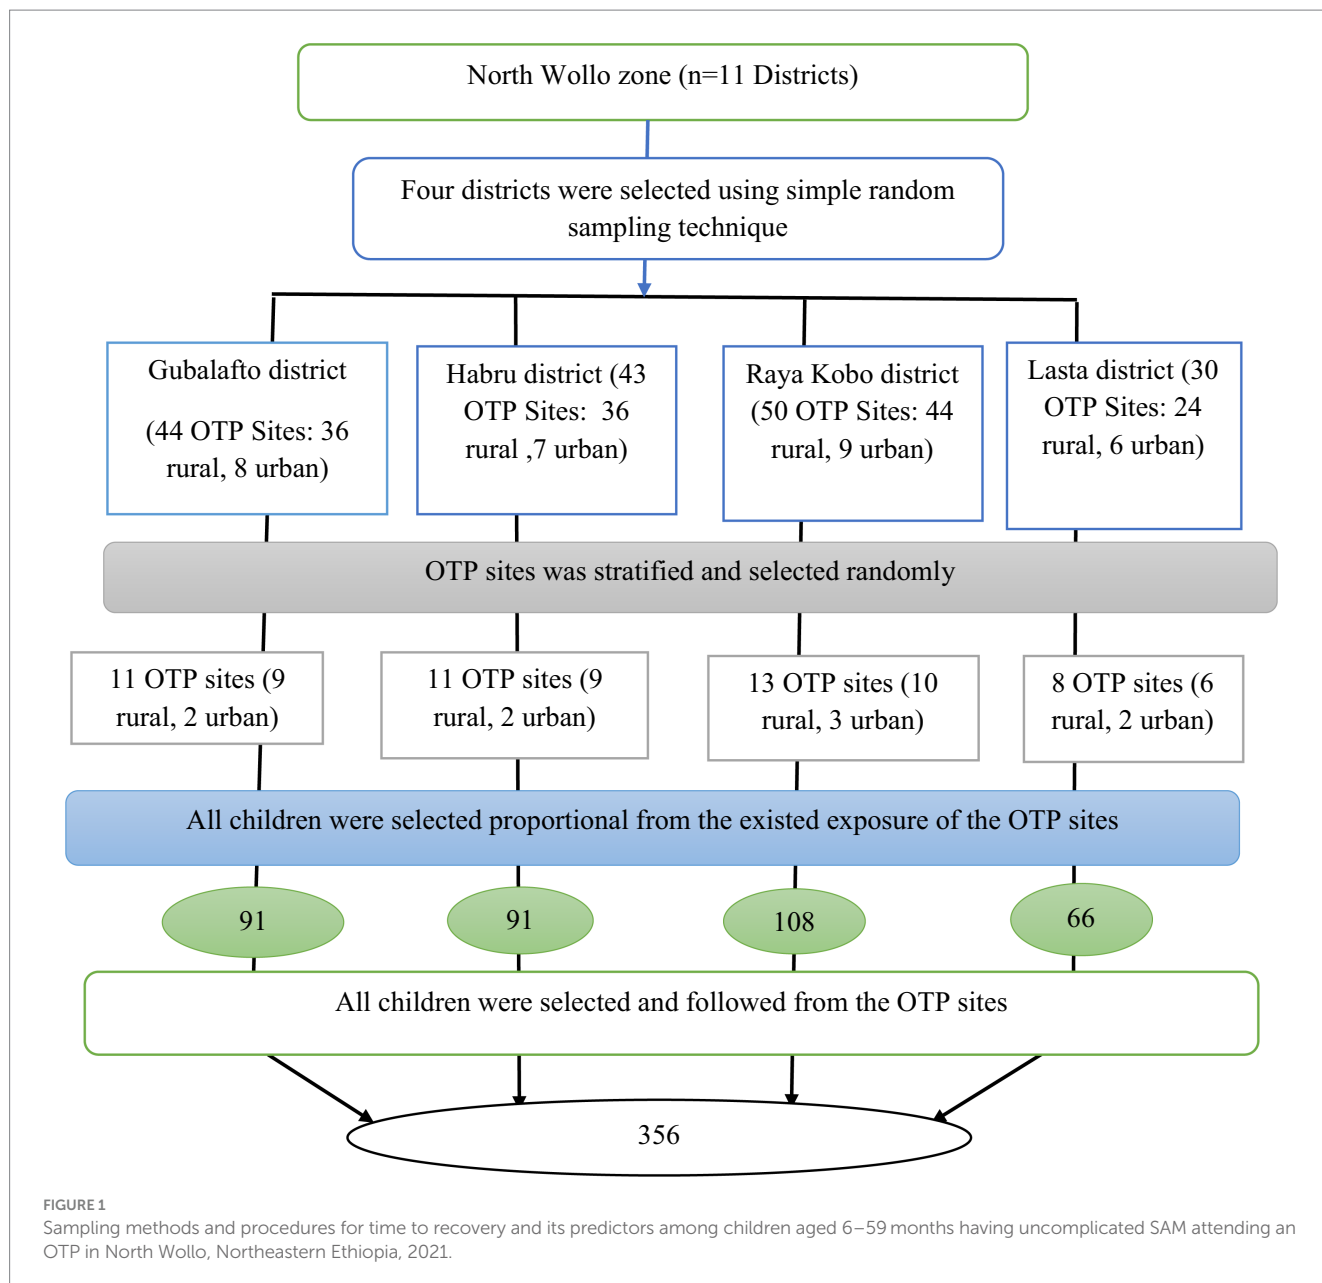 North Wollo zone (n=11 Districts)
Four districts were selected using simple random
sampling technique
Gubalafto district
(44 OTP Sites: 36
rural, 8 urban)
Habru district (43
OTP Sites:  36
rural ,7 urban)
Raya Kobo district
(50 OTP Sites: 44
rural, 9 urban)
Lasta district (30
OTP Sites: 24
rural, 6 urban)
OTP sites was stratified and selected randomly
11 OTP sites (9
rural, 2 urban)
11 OTP sites (9
rural, 2 urban)
13 OTP sites (10
rural, 3 urban)
8 OTP sites (6
rural, 2 urban)
All children were selected proportional from the existed exposure of the OTP sites
91
91
108
66
All children were selected and followed from the OTP sites
356
FIGURE 1
Sampling methods and procedures for time to recovery and its predictors among children aged 6–59 months having uncomplicated SAM attending an
OTP in North Wollo, Northeastern Ethiopia, 2021.